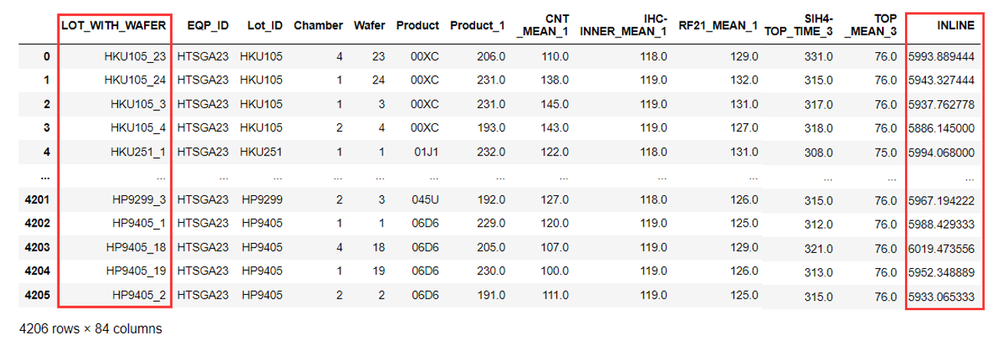 LOT_WITH_WAFER EQP_ID Lot_ID Chamber Wafer Product Product_1 CNT _MEAN_1 IHC- INNER_MEAN_1 RF21_MEAN_1 SIH4- TOP_TIME_3 TOP _MEAN_3 INLINE
0 HKU105_23 HTSGA23 HKU105 4 23 00XC 206.0 110.0 118.0 129.0 331.0 76.0 5993.889444
1 HKU105_24 HTSGA23 HKU105 1 24 00XC 231.0 138.0 119.0 132.0 315.0 76.0 5943.327444
2 HKU105_3 HTSGA23 HKU105 1 3 00XC 231.0 145.0 119.0 131.0 317.0 76.0 5937.762778
3 HKU105_4 HTSGA23 HKU105 2 4 00XC 193.0 143.0 119.0 127.0 318.0 76.0 5886.145000
4 HKU251_1 HTSGA23 HKU251 1 1 01J1 232.0 122.0 118.0 131.0 308.0 75.0 5994.068000
... ... ... ... ... ... ... ... ... ... ... ... ... ...
4201 HP9299_3 HTSGA23 HP9299 2 3 045U 192.0 127.0 118.0 126.0 315.0 76.0 5967.194222
4202 HP9405_1 HTSGA23 HP9405 1 1 06D6 229.0 120.0 119.0 125.0 312.0 76.0 5988.429333
4203 HP9405_18 HTSGA23 HP9405 4 18 06D6 205.0 107.0 119.0 129.0 321.0 76.0 6019.473556
4204 HP9405_19 HTSGA23 HP9405 1 19 06D6 230.0 100.0 119.0 126.0 313.0 76.0 5952.348889
4205 HP9405_2 HTSGA23 HP9405 2 2 06D6 191.0 111.0 119.0 125.0 315.0 76.0 5933.065333
4206 rows × 84 columns